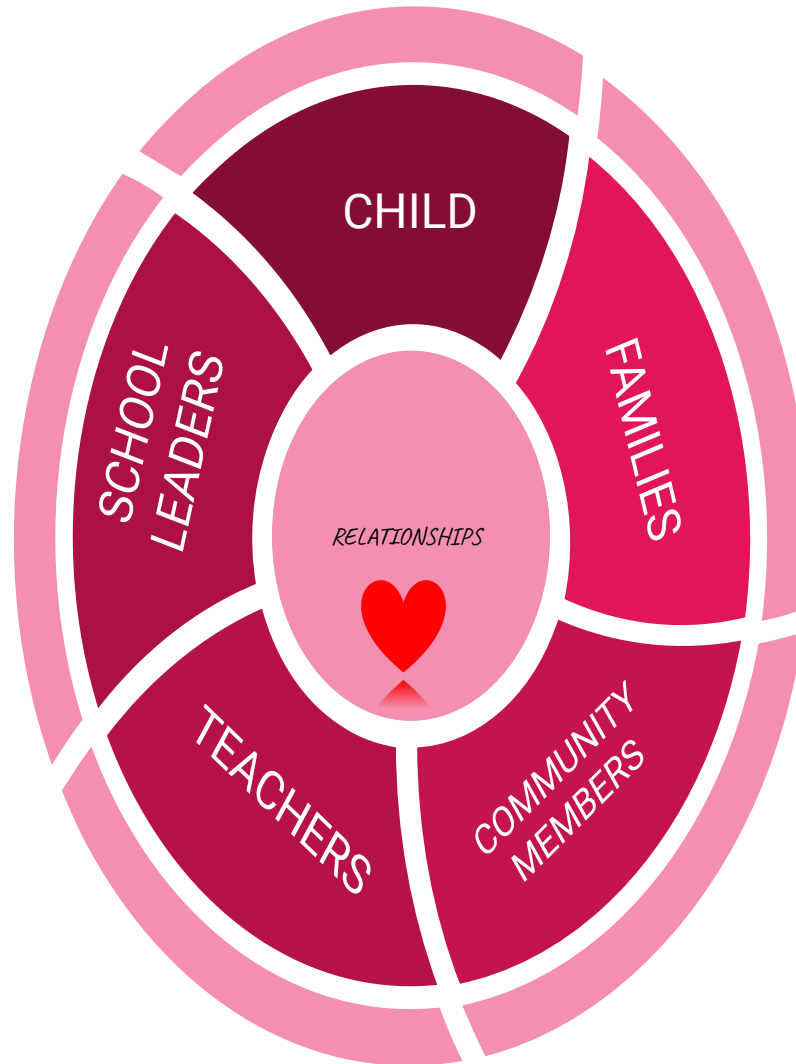 CHILD
FAMILIES
COMMUNITY
MEMBERS
TEACHERS
SCHOOL
LEADERS
RELATIONSHIPS